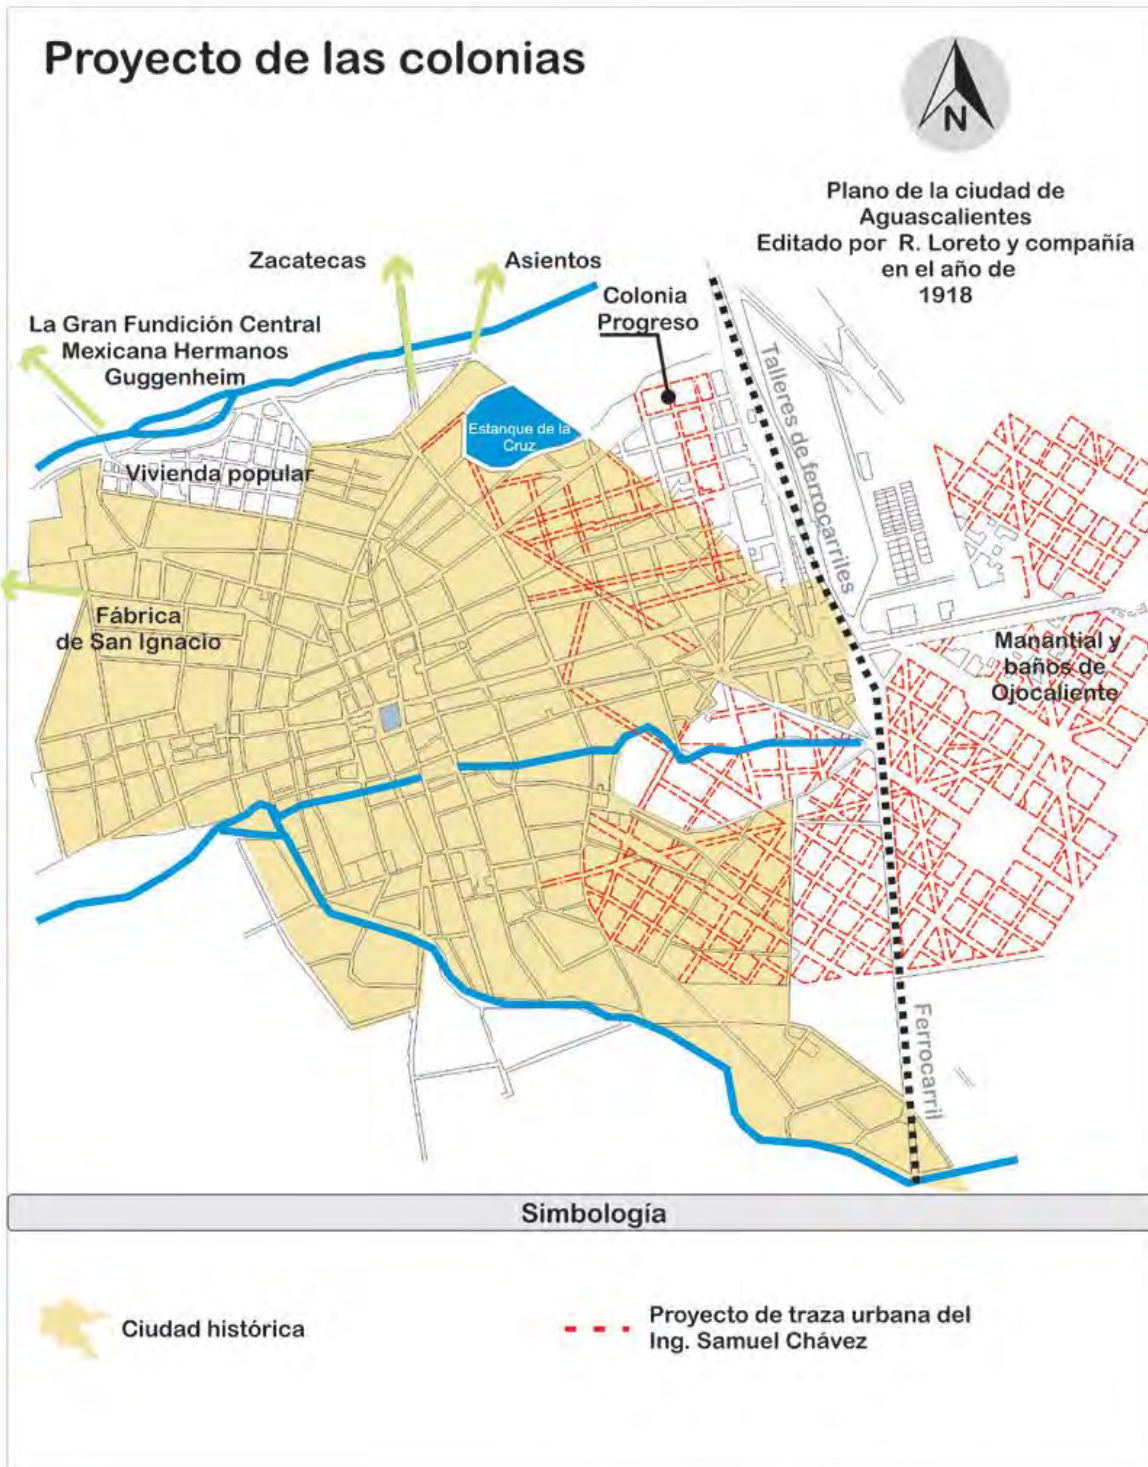 Proyecto de las colonias
N
Plano de la ciudad de
Aguascalientes
Editado por R. Loreto y compañía
en el año de
1918
Zacatecas
Asientos
Colonia
Progreso
La Gran Fundición Central
Mexicana Hermanos
Guggenheim
Talleres de ferrocarriles
Estanque de la
Cruz
Vivienda popular
Fábrica
de San Ignacio
Manantial y
baños de
Ojocaliente
Ferrocarril
Simbología
Ciudad histórica
Proyecto de traza urbana del
Ing. Samuel Chávez